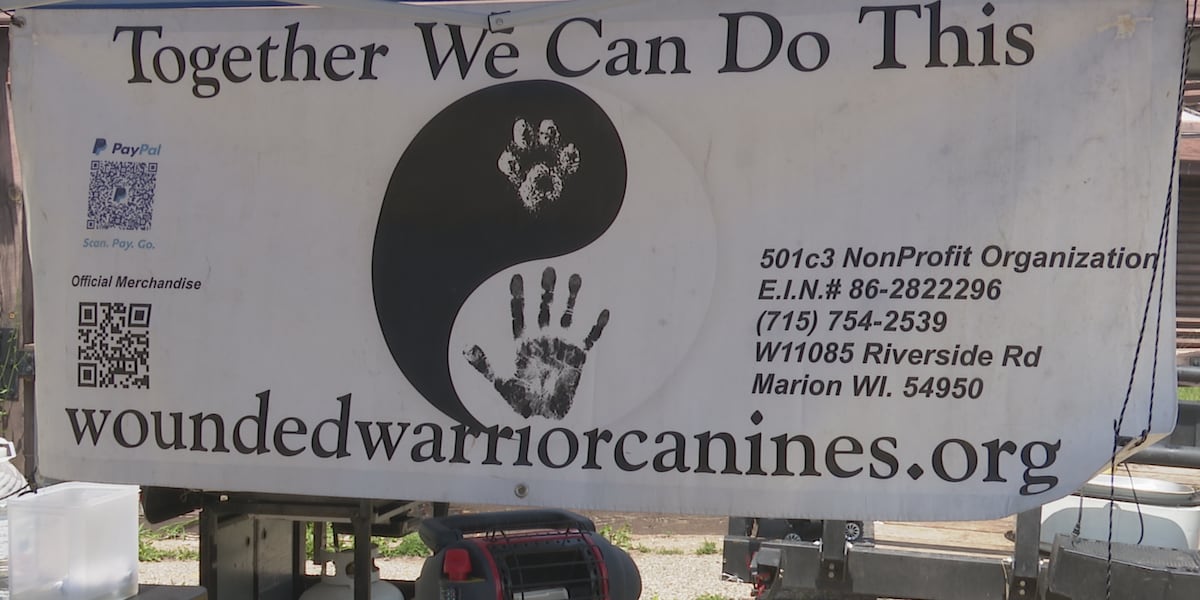 Together We Can Do This
PayPal
Scan. Pay. Go.
Official Merchandise
501c3 NonProfit Organization
E.I.N.# 86-2822296
(715) 754-2539
W11085 Riverside Rd
Marion WI. 54950
woundedwarriorcanines.org